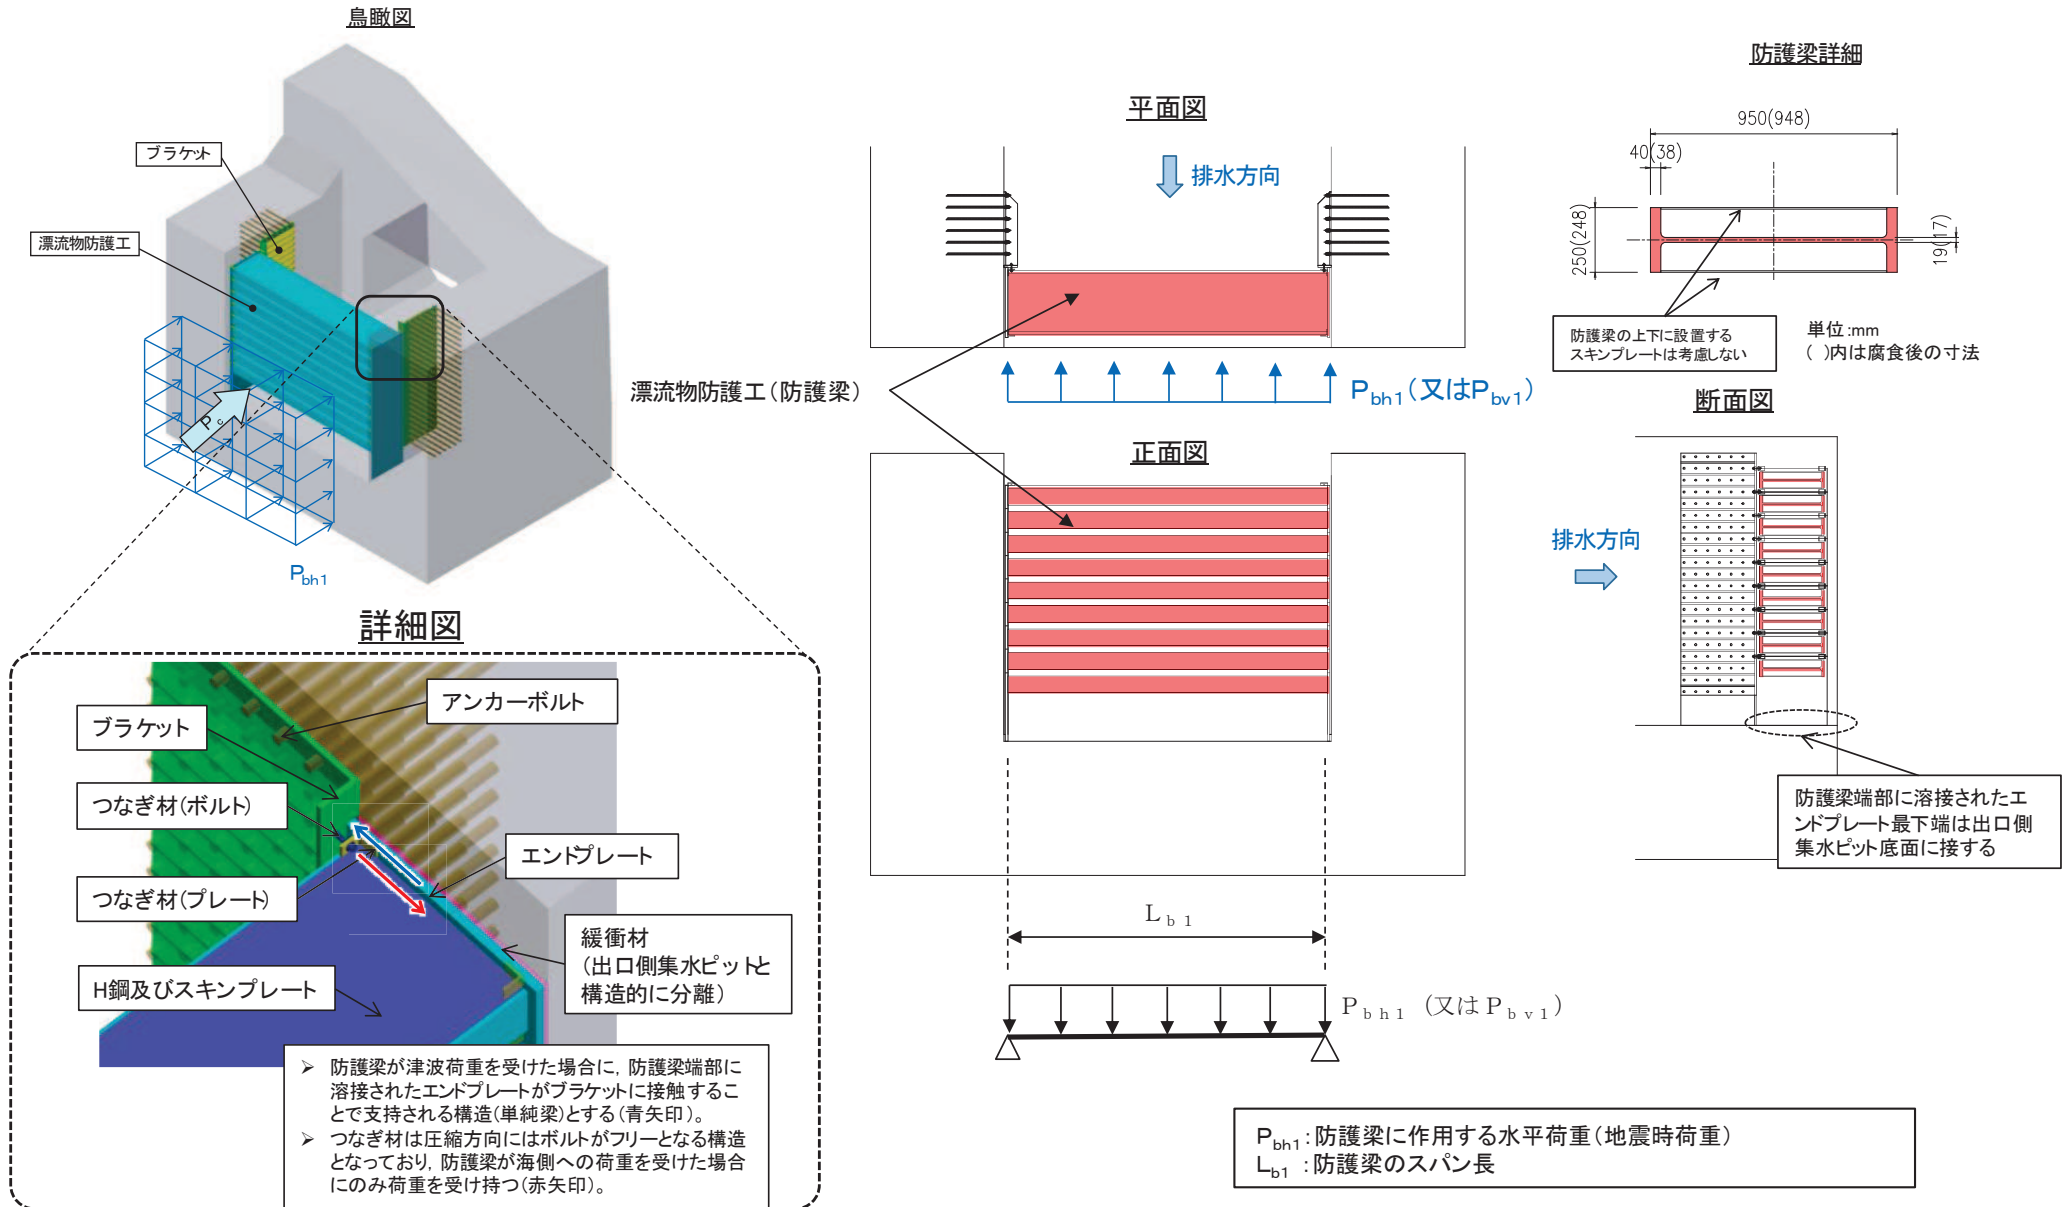 鳥瞰図
ブラケット
漂流物防護工
Pc
Pbh1
詳細図
アンカーボルト
ブラケット
つなぎ材(ボルト)
エンドプレート
つなぎ材(プレート)
緩衝材
(出口側集水ピットと
構造的に分離)
H鋼及びスキンプレート
➢ 防護梁が津波荷重を受けた場合に，防護梁端部に
溶接されたエンドプレートがブラケットに接触するこ
とで支持される構造(単純梁)とする(青矢印)。
➢ つなぎ材は圧縮方向にはボルトがフリーとなる構造
となっており，防護梁が海側への荷重を受けた場合
にのみ荷重を受け持つ(赤矢印)。
平面図
排水方向
漂流物防護工(防護梁)
Pbh1(又はPbv1)
正面図
Lb1
Pbh1 (又はPbv1)
防護梁詳細
950(948)
40(38)
250(248)
19(17)
防護梁の上下に設置する
スキンプレートは考慮しない
単位:mm
( )内は腐食後の寸法
断面図
排水方向
防護梁端部に溶接されたエ
ンドプレート最下端は出口側
集水ピット底面に接する
Pbh1:防護梁に作用する水平荷重(地震時荷重)
Lb1 :防護梁のスパン長